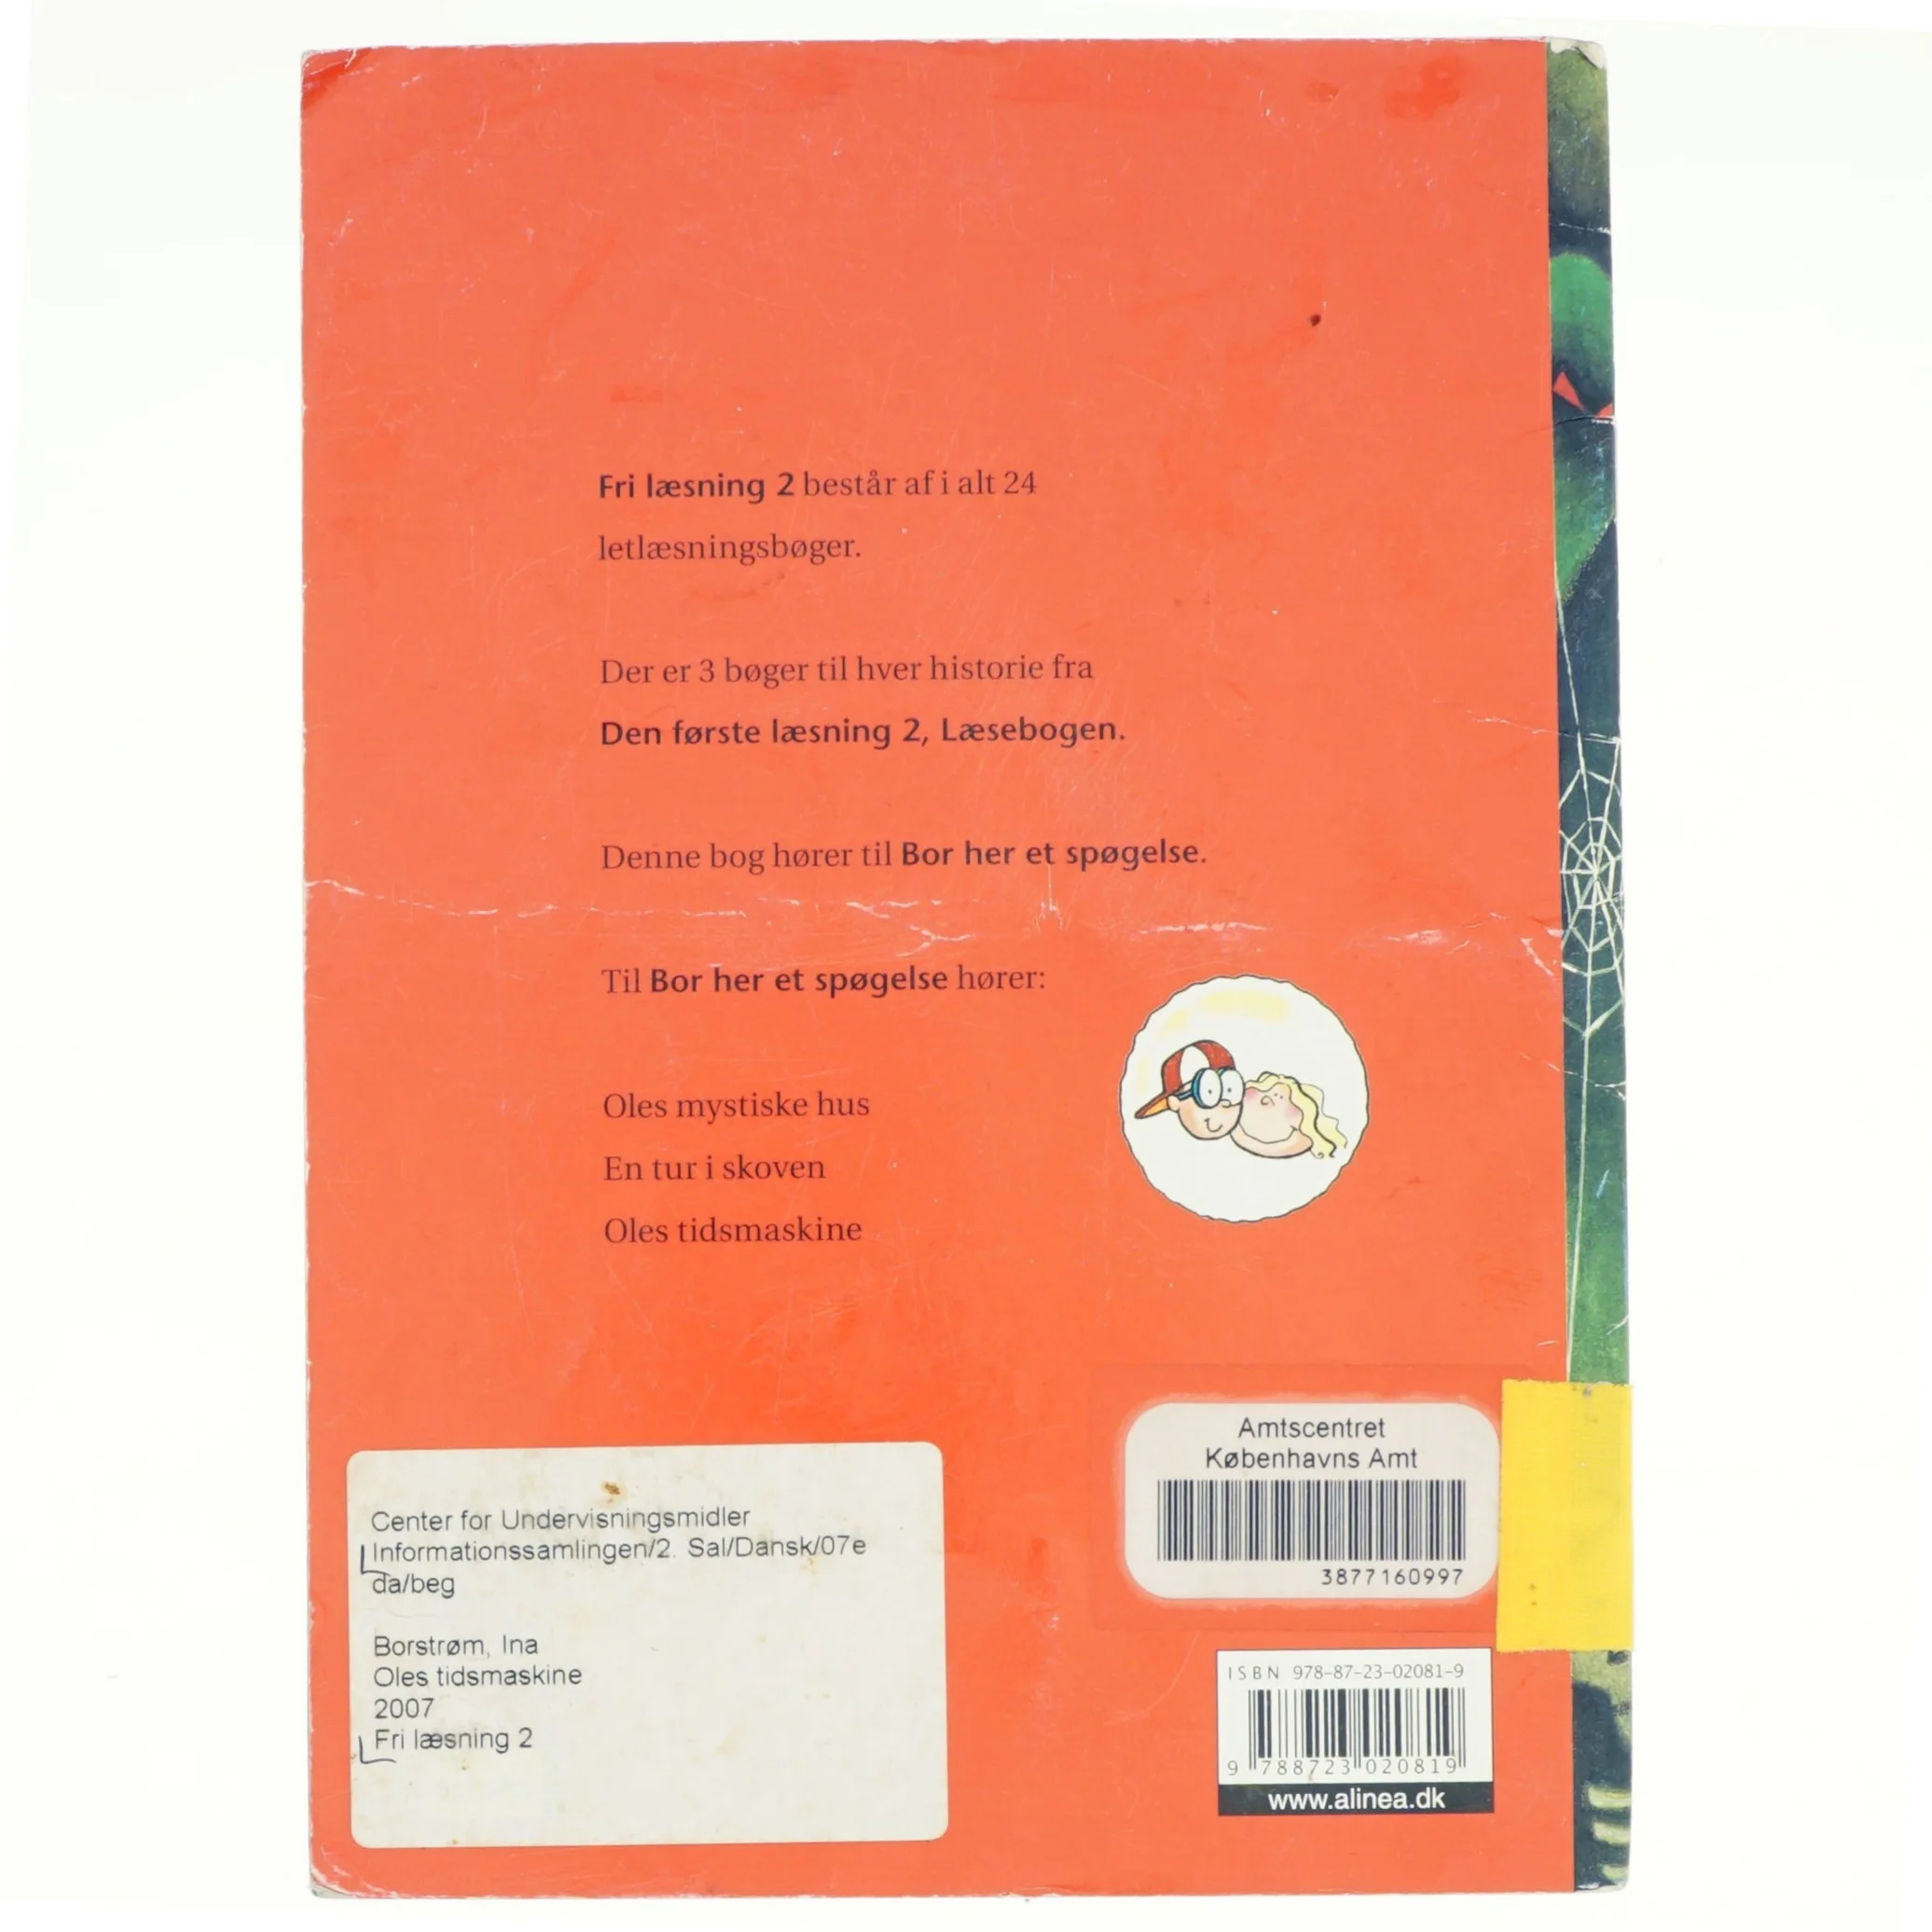 Fri læsning 2 består af i alt 24
letlæsningsbøger.
Der er 3 bøger til hver historie fra
Den første læsning 2, Læsebogen.
Denne bog hører til Bor her et spøgelse.
Til Bor her et spøgelse hører:
Oles mystiske hus
En tur i skoven
Oles tidsmaskine
Amtscentret
Københavns Amt
3877160997
Center for Undervisningsmidler
Informationssamlingen/2. Sal/Dansk/07e
da/beg
Borstrøm, Ina
Oles tidsmaskine
2007
Fri læsning 2
ISBN 978-87-23-02081-9
9 788723 020819
www.alinea.dk